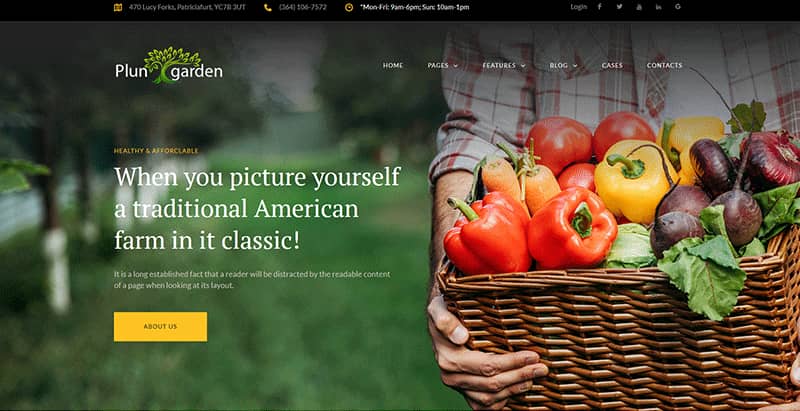 470 Lucy Forks, Patriciafurt, YC7B 3UT (364) 106-7572 *Mon-Fri: 9am-6pm; Sun: 10am-1pm Login
Plun garden HOME PAGES FEATURES BLOG CASES CONTACTS
HEALTHY & AFFORCLABLE
When you picture yourself
a traditional American
farm in it classic!
It is a long established fact that a reader will be distracted by the readable content
of a page when looking at its layout.
ABOUT US